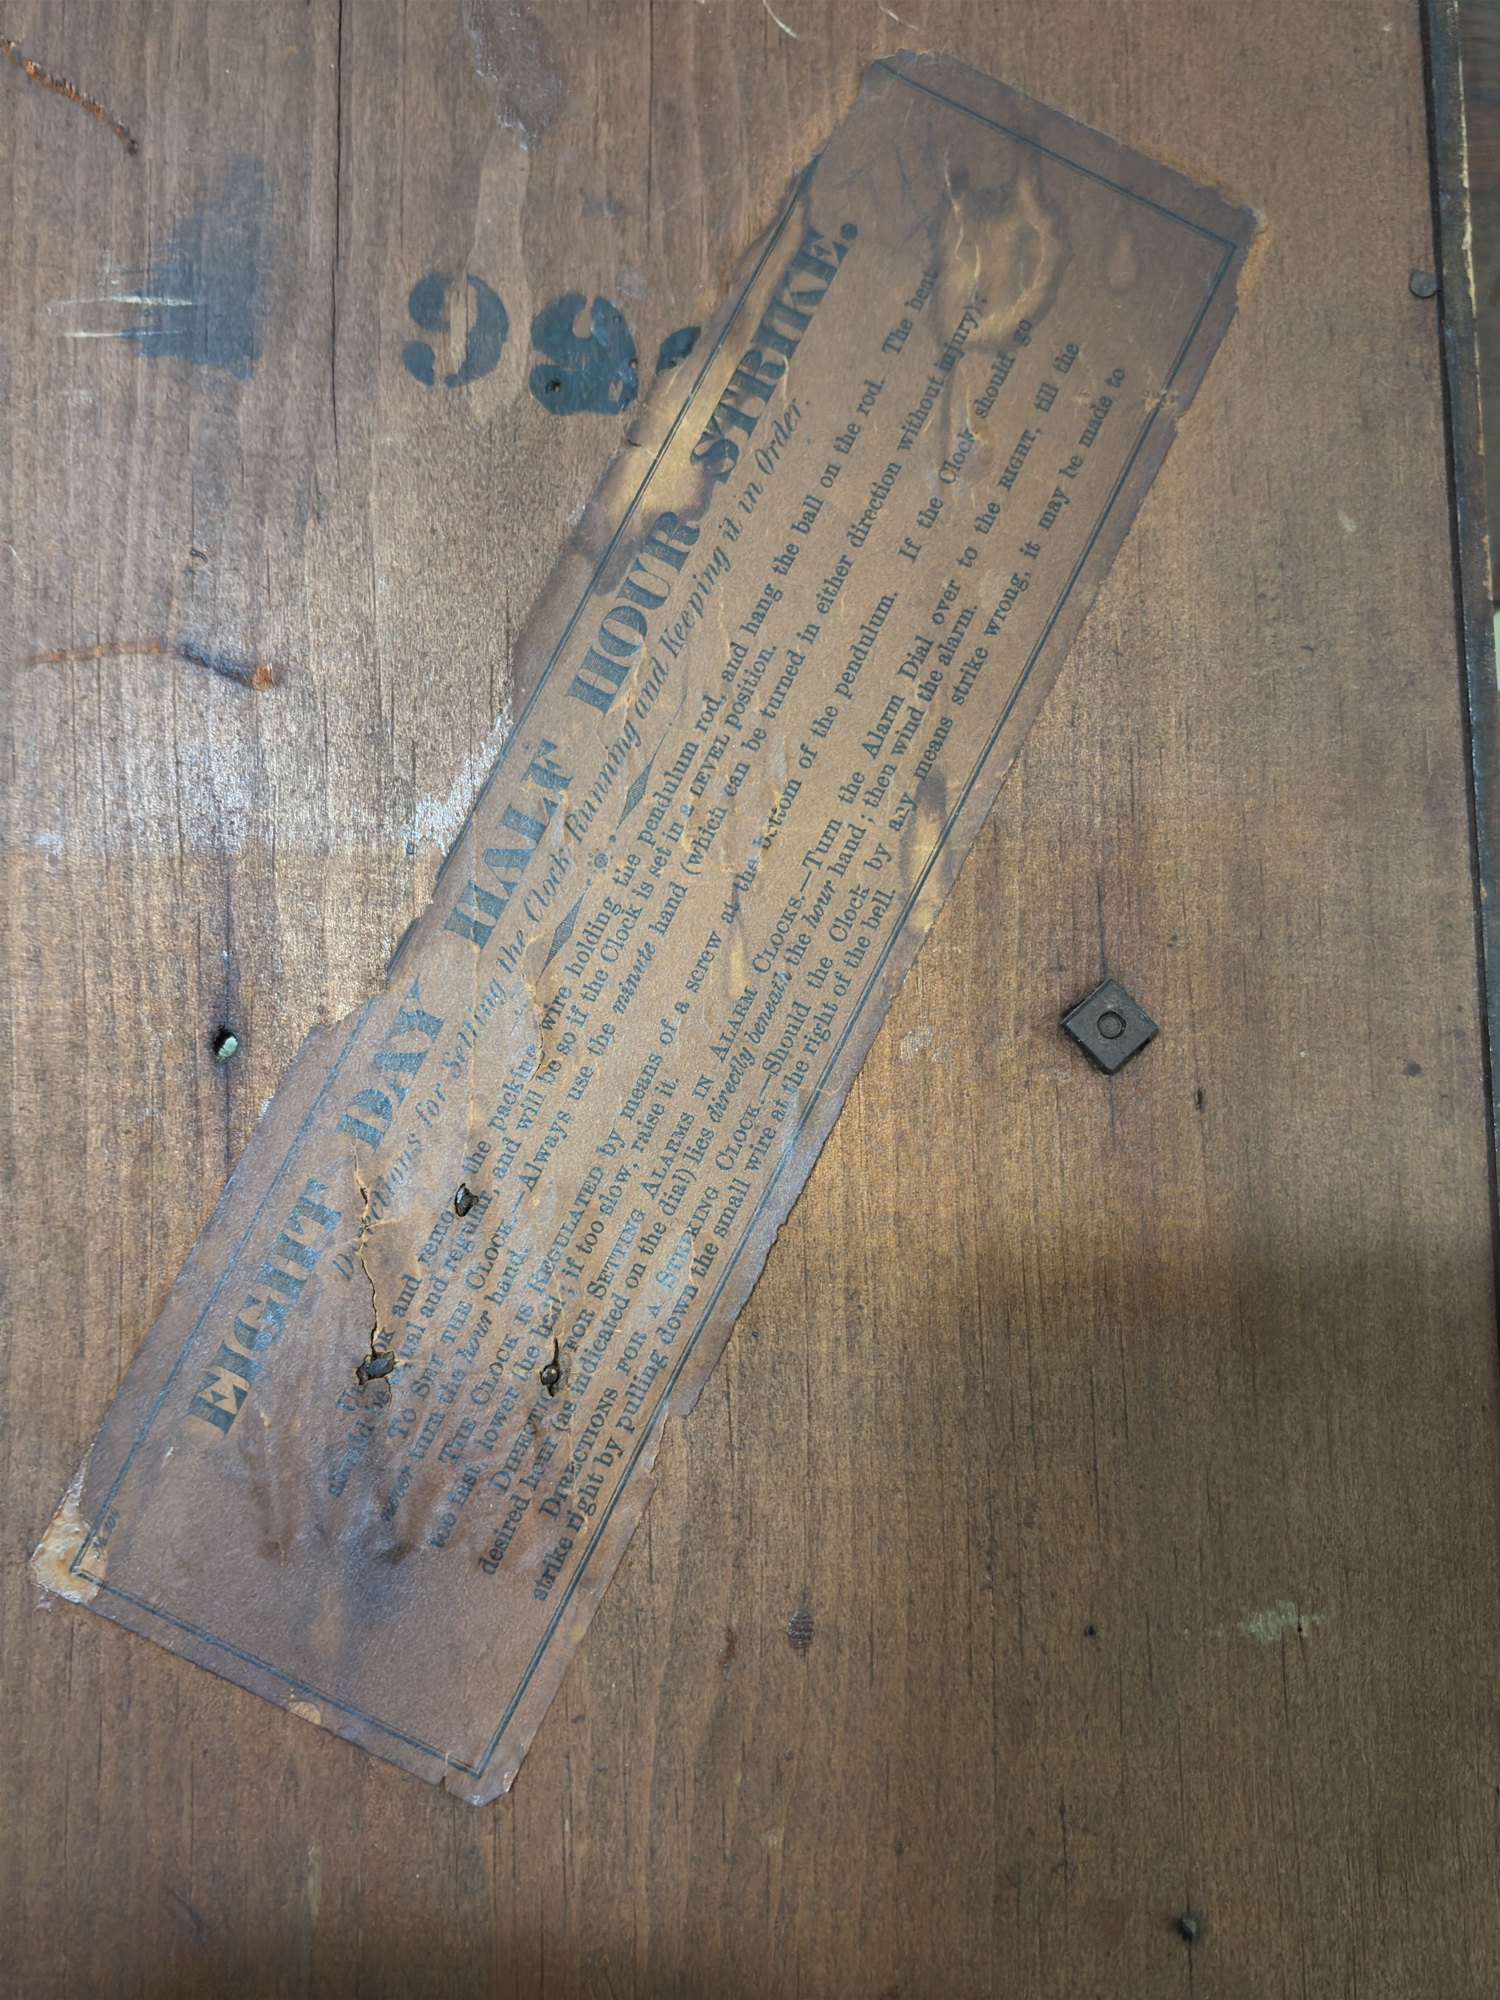 98
EIGHT DAY HALF HOUR STRIKE.
Directions for Setting the Clock Running and Keeping it in Order.
and remove the packing wire holding the pendulum rod, and hang the ball on the rod. The beat
should be equal and regular, and will be so if the Clock is set in a LEVEL position.
TO SET THE CLOCK.—Always use the minute hand (which can be turned in either direction without injury);
never turn the hour hand.
THE CLOCK IS REGULATED by means of a screw at the bottom of the pendulum. If the Clock should go
too fast, lower the ball; if too slow, raise it.
DIRECTIONS FOR SETTING ALARMS IN ALARM CLOCKS.—Turn the Alarm Dial over to the RIGHT, till the
desired hour (as indicated on the dial) lies directly beneath the hour hand; then wind the alarm.
DIRECTIONS FOR A STRIKING CLOCK.—Should the Clock by any means strike wrong, it may be made to
strike right by pulling down the small wire at the right of the bell.